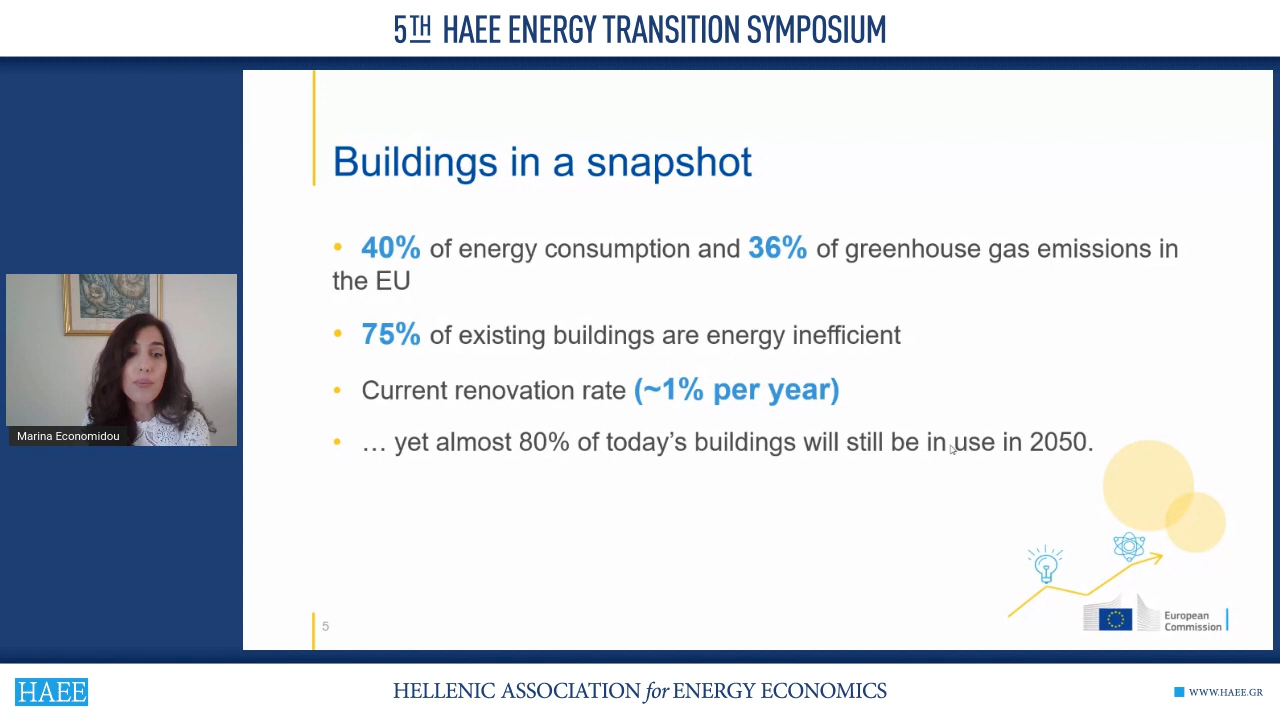 5TH HAEE ENERGY TRANSITION SYMPOSIUM
Buildings in a snapshot
• 40% of energy consumption and 36% of greenhouse gas emissions in
the EU
• 75% of existing buildings are energy inefficient
• Current renovation rate (~1% per year)
• … yet almost 80% of today’s buildings will still be in use in 2050.
Marina Economidou
5
European
Commission
HAEE
HELLENIC ASSOCIATION for ENERGY ECONOMICS
WWW.HAEE.GR